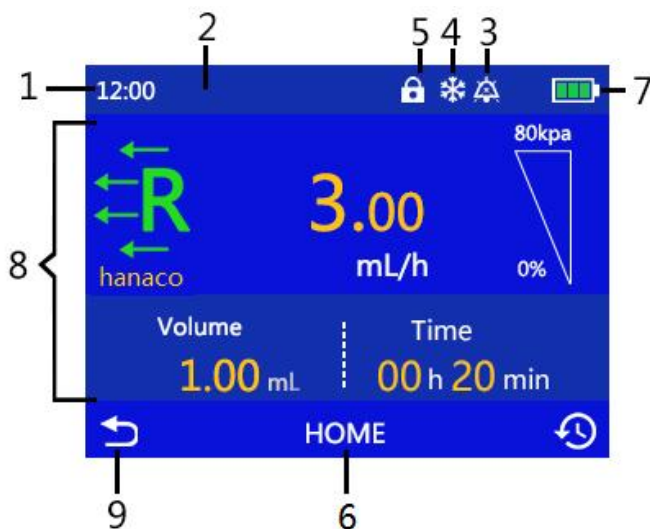 5 4 3
2
1 12:00 7
80kpa
R 3.00
8 mL/h 0%
hanaco
Volume Time
1.00 mL 00 h 20 min
HOME
9 6